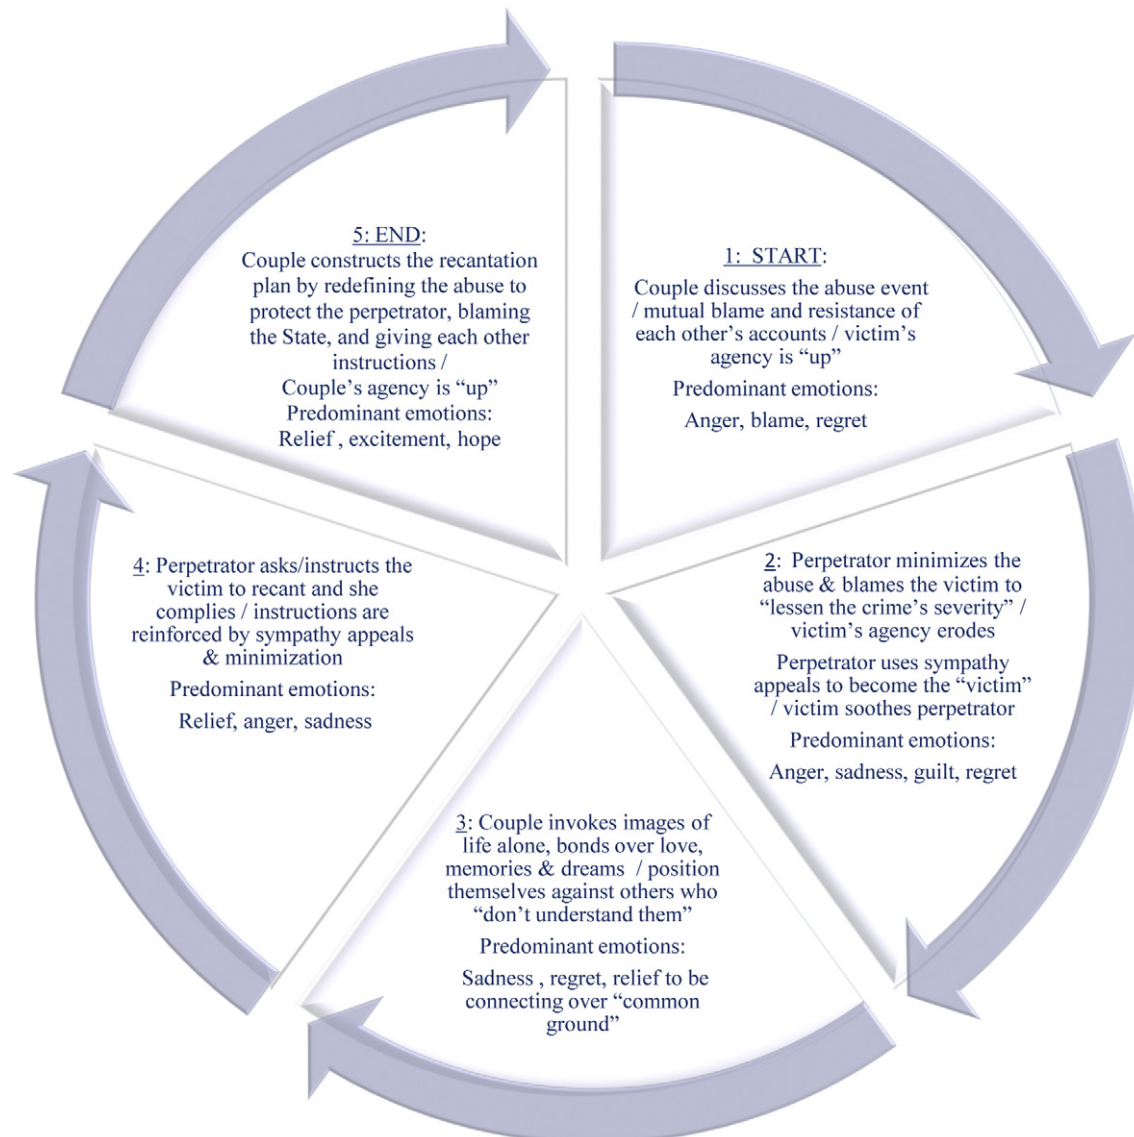 1: START:
Couple discusses the abuse event
/ mutual blame and resistance of
each other’s accounts / victim’s
agency is “up”
Predominant emotions:
Anger, blame, regret
2: Perpetrator minimizes the
abuse & blames the victim to
“lessen the crime’s severity” /
victim’s agency erodes
Perpetrator uses sympathy
appeals to become the “victim”
/ victim soothes perpetrator
Predominant emotions:
Anger, sadness, guilt, regret
3: Couple invokes images of
life alone, bonds over love,
memories & dreams / position
themselves against others who
“don’t understand them”
Predominant emotions:
Sadness , regret, relief to be
connecting over “common
ground”
4: Perpetrator asks/instructs the
victim to recant and she
complies / instructions are
reinforced by sympathy appeals
& minimization
Predominant emotions:
Relief, anger, sadness
5: END:
Couple constructs the recantation
plan by redefining the abuse to
protect the perpetrator, blaming
the State, and giving each other
instructions /
Couple’s agency is “up”
Predominant emotions:
Relief , excitement, hope